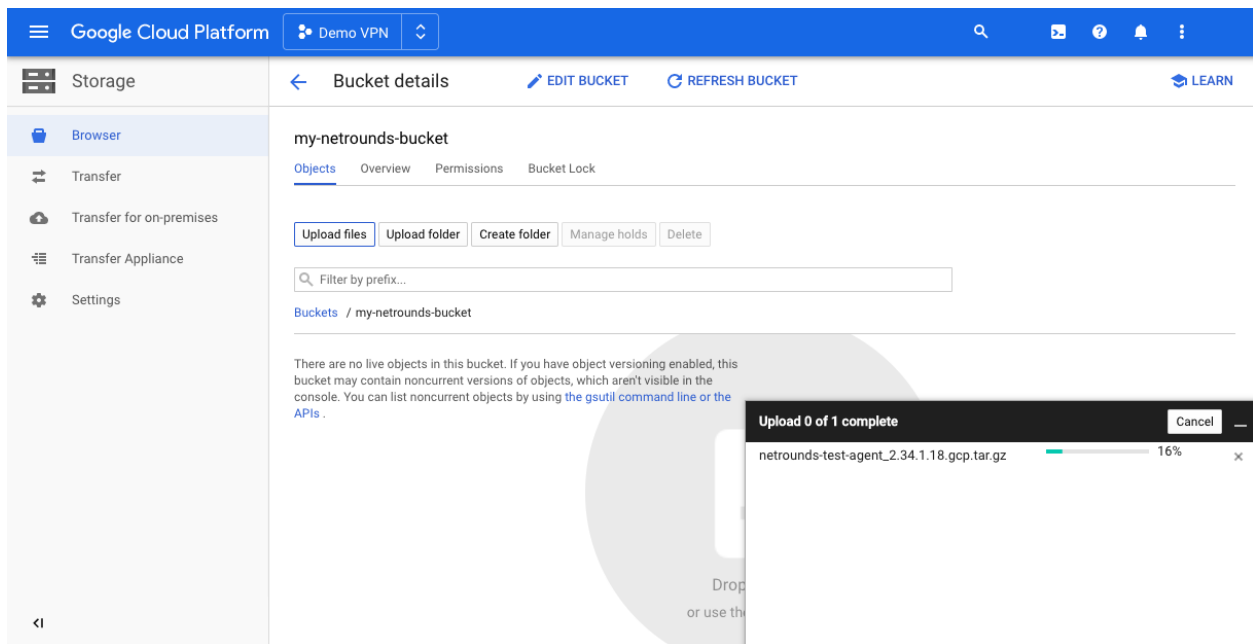 Google Cloud Platform Demo VPN
Storage
Bucket details EDIT BUCKET REFRESH BUCKET LEARN
Browser
Transfer
Transfer for on-premises
Transfer Appliance
Settings
my-netrounds-bucket
Objects Overview Permissions Bucket Lock
Upload files Upload folder Create folder Manage holds Delete
Filter by prefix...
Buckets / my-netrounds-bucket
There are no live objects in this bucket. If you have object versioning enabled, this
bucket may contain noncurrent versions of objects, which aren't visible in the
console. You can list noncurrent objects by using the gsutil command line or the
APIs .
Upload 0 of 1 complete Cancel
netrounds-test-agent_2.34.1.18.gcp.tar.gz 16%
Drop
or use the